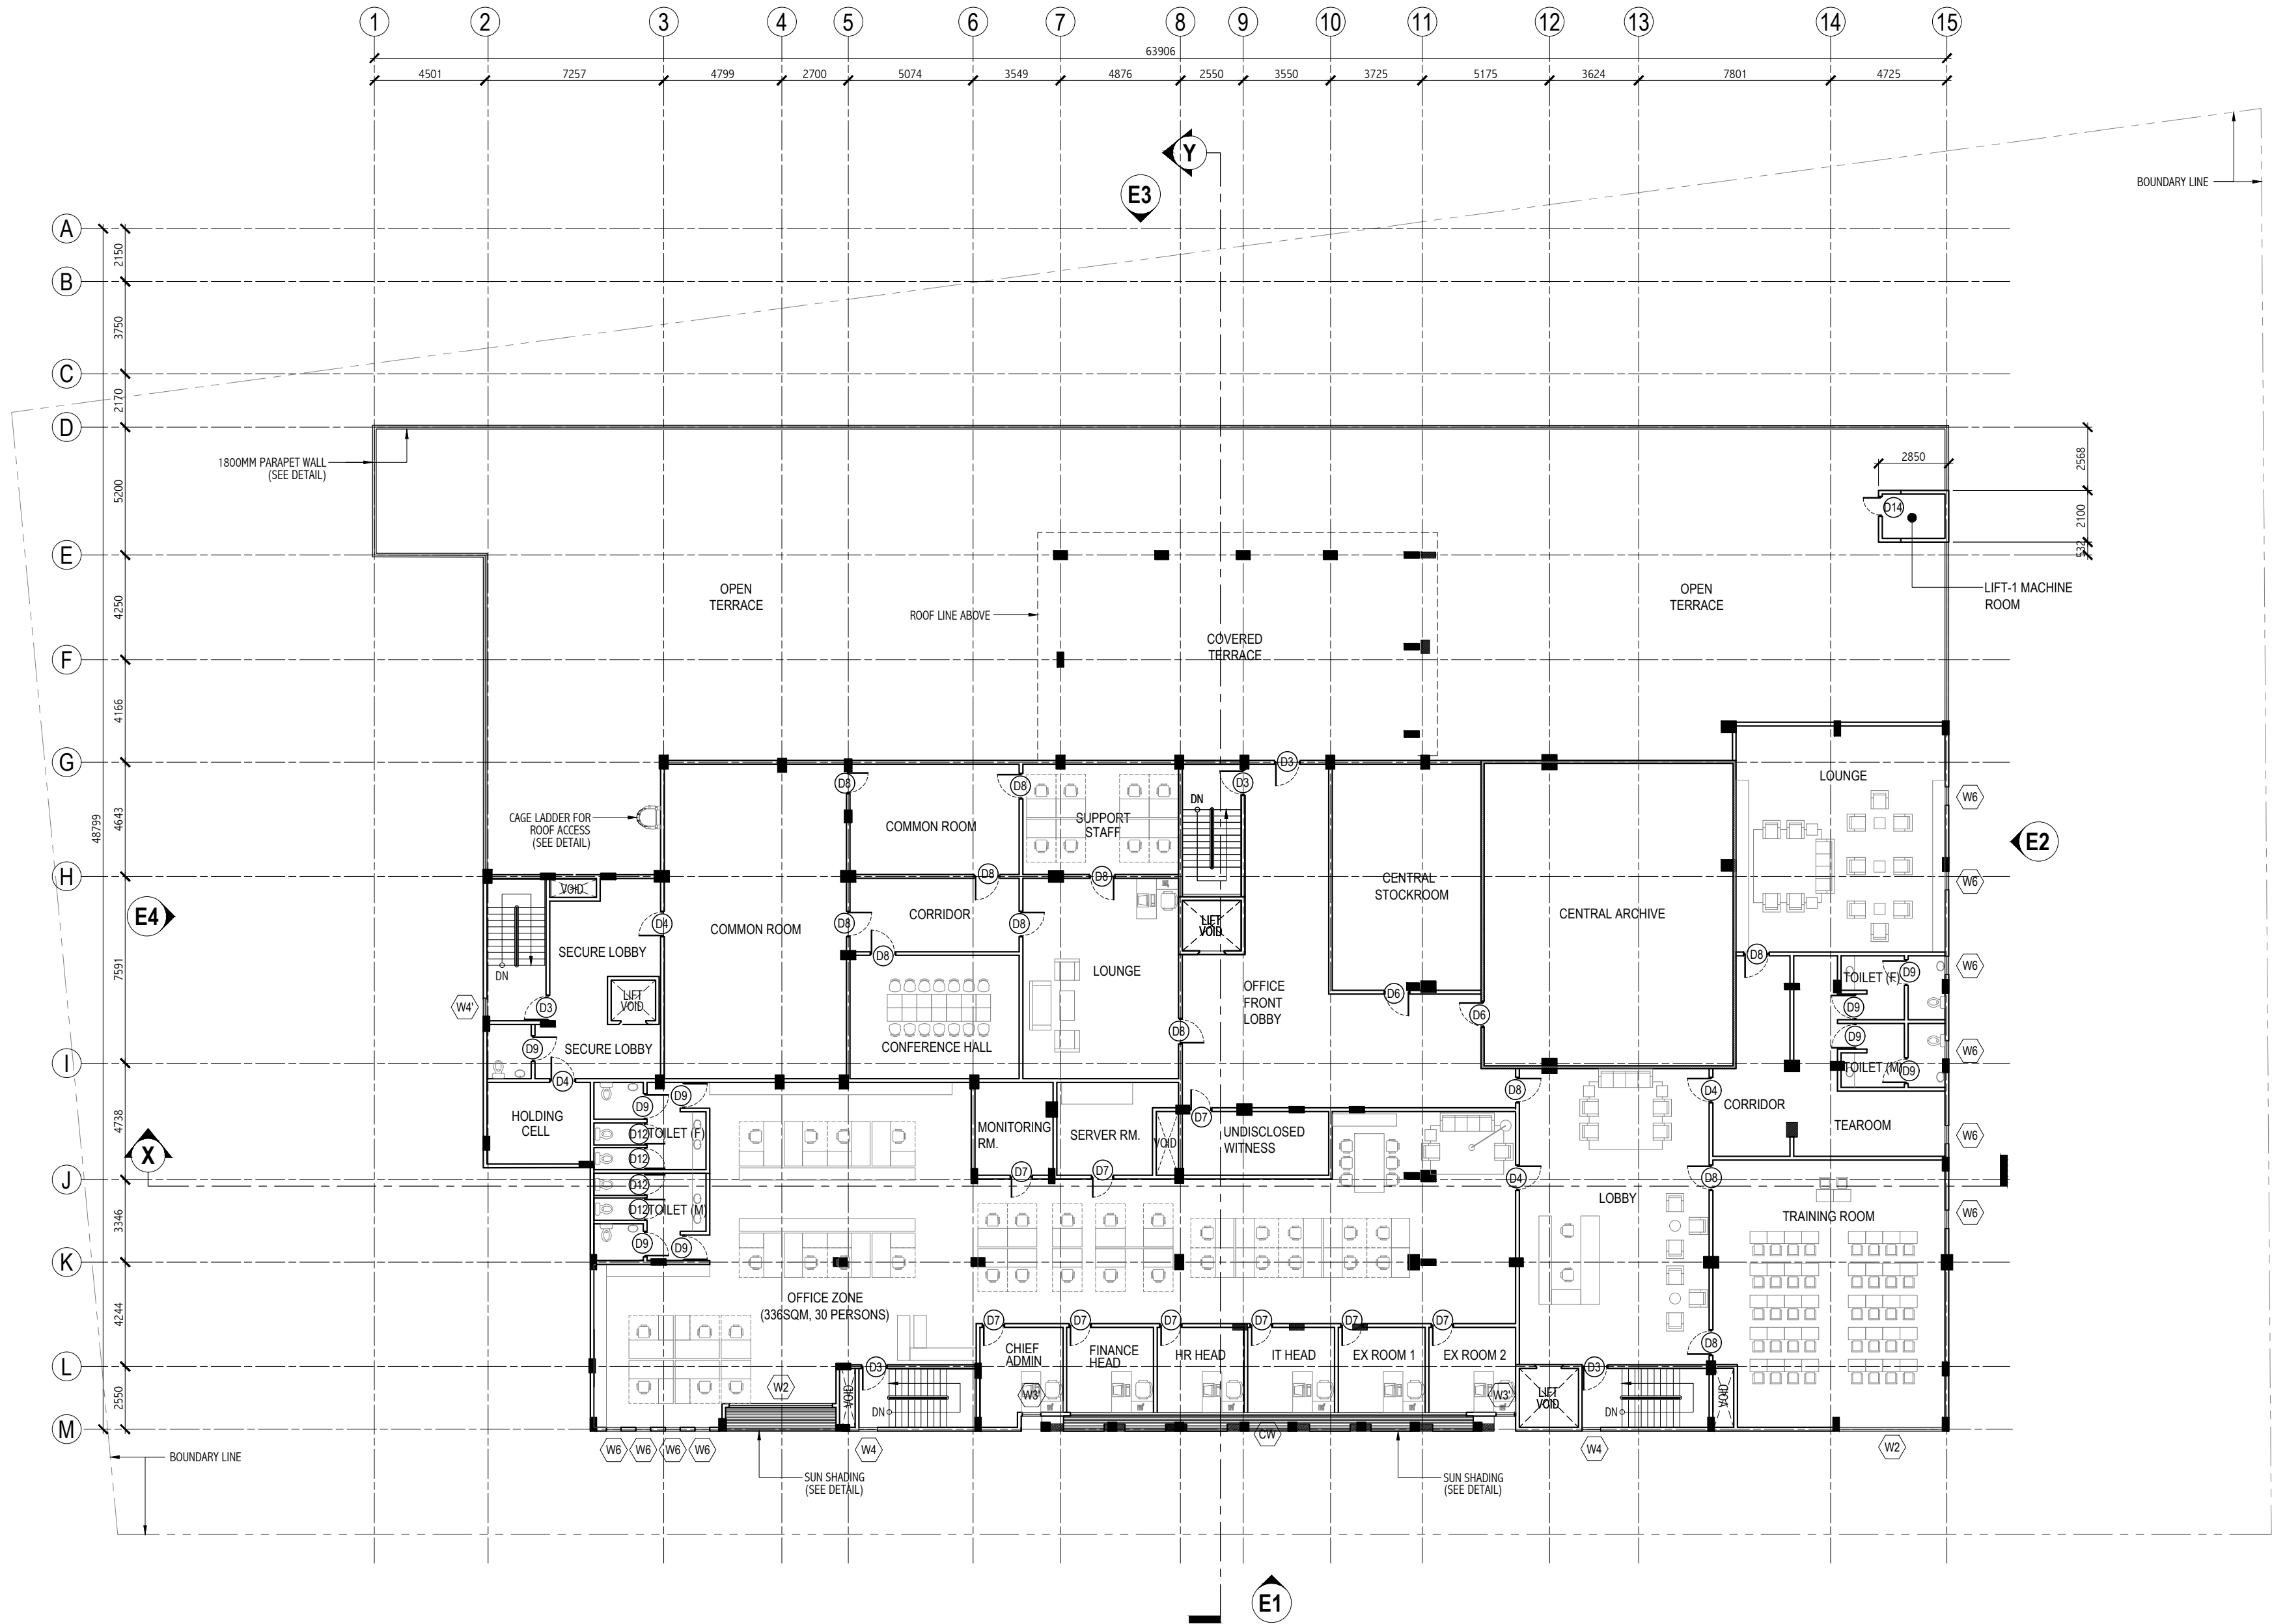 1 2 3 4 5 6 7 8 9 10 11 12 13 14 15
63906
4501 7257 4799 2700 5074 3549 4876 2550 3550 3725 5175 3624 7801 4725
Y
E3
BOUNDARY LINE
A
2150
B
3750
C
2170
D
1800MM PARAPET WALL
(SEE DETAIL)
5200
2850
2568
D14
2100
532
E
LIFT-1 MACHINE
ROOM
4250
OPEN
TERRACE
ROOF LINE ABOVE
COVERED
TERRACE
OPEN
TERRACE
F
4166
G
D3
D8 D8 D3
LOUNGE
W6
48799
4643
CAGE LADDER FOR
ROOF ACCESS
(SEE DETAIL)
COMMON ROOM
SUPPORT
STAFF
DN
E2
H
VOID
D8 D8
W6
CENTRAL
STOCKROOM
E4
D4
D8
CORRIDOR
D8
LIFT
VOID
CENTRAL ARCHIVE
COMMON ROOM
SECURE LOBBY
D8
D8
7591
DN
LOUNGE
W6
TOILET (F)
D9
LIFT
VOID
OFFICE
FRONT
LOBBY
D6
W4'
D3
D9
D6
D8
D9
SECURE LOBBY
D9
CONFERENCE HALL
W6
I
TOILET (M)
D9
D4
D8
D4
D9
D9
4738
HOLDING
CELL
D7
CORRIDOR
MONITORING
RM.
SERVER RM.
VOID
UNDISCLOSED
WITNESS
TEAROOM
W6
D12
TOILET (F)
X
D12
D7
D7
J
D12
D4
D8
LOBBY
D12
TOILET (M)
W6
TRAINING ROOM
3346
D9
D9
K
OFFICE ZONE
(336SQM, 30 PERSONS)
4244
D7 D7 D7 D7 D7 D7
D8
CHIEF
ADMIN
FINANCE
HEAD
HR HEAD
IT HEAD
EX ROOM 1
EX ROOM 2
L
D3
D3
2550
W2
VOID
W3'
W3'
LIFT
VOID
DN
DN
M
CW
W6 W6 W6 W6
W4
W4
W2
BOUNDARY LINE
SUN SHADING
(SEE DETAIL)
SUN SHADING
(SEE DETAIL)
E1